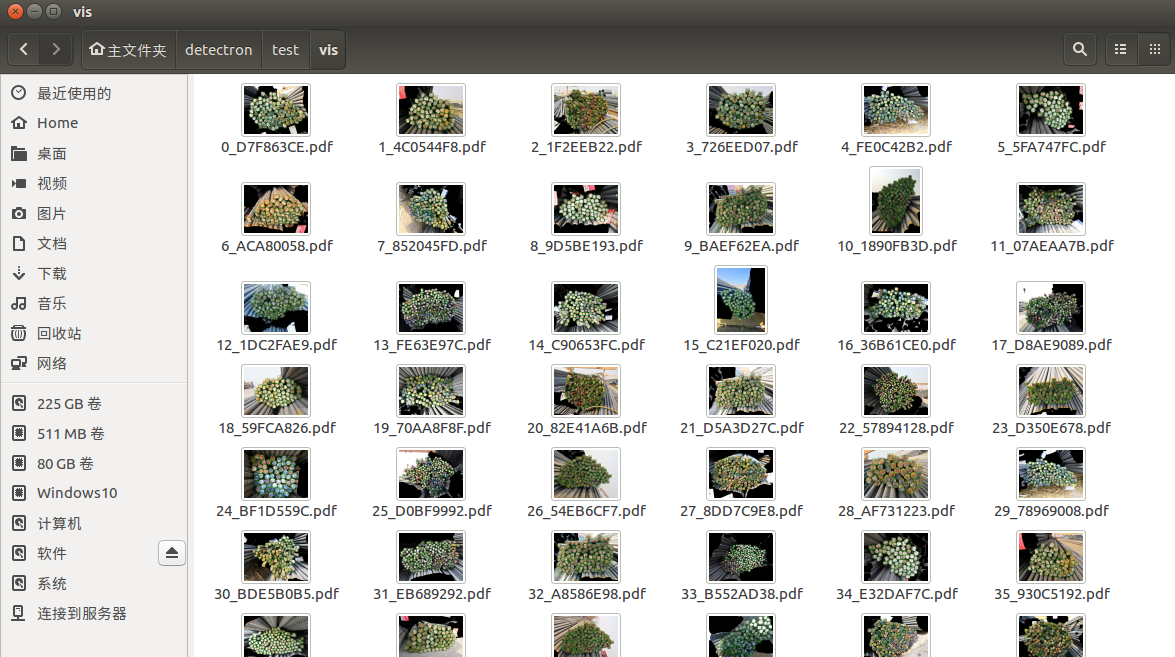 vis
主文件夹 detectron test vis
最近使用的
Home
桌面
视频
图片
文档
下载
音乐
回收站
网络
225 GB 卷
511 MB 卷
80 GB 卷
Windows10
计算机
软件
系统
连接到服务器
0_D7F863CE.pdf 1_4C0544F8.pdf 2_1F2EEB22.pdf 3_726EED07.pdf 4_FE0C42B2.pdf 5_5FA747FC.pdf
6_ACA80058.pdf 7_852045FD.pdf 8_9D5BE193.pdf 9_BAEF62EA.pdf 10_1890FB3D.pdf 11_07AEAA7B.pdf
12_1DC2FAE9.pdf 13_FE63E97C.pdf 14_C90653FC.pdf 15_C21EF020.pdf 16_36B61CE0.pdf 17_D8AE9089.pdf
18_59FCA826.pdf 19_70AA8F8F.pdf 20_82E41A6B.pdf 21_D5A3D27C.pdf 22_57894128.pdf 23_D350E678.pdf
24_BF1D559C.pdf 25_D0BF9992.pdf 26_54EB6CF7.pdf 27_8DD7C9E8.pdf 28_AF731223.pdf 29_78969008.pdf
30_BDE5B0B5.pdf 31_EB689292.pdf 32_A8586E98.pdf 33_B552AD38.pdf 34_E32DAF7C.pdf 35_930C5192.pdf